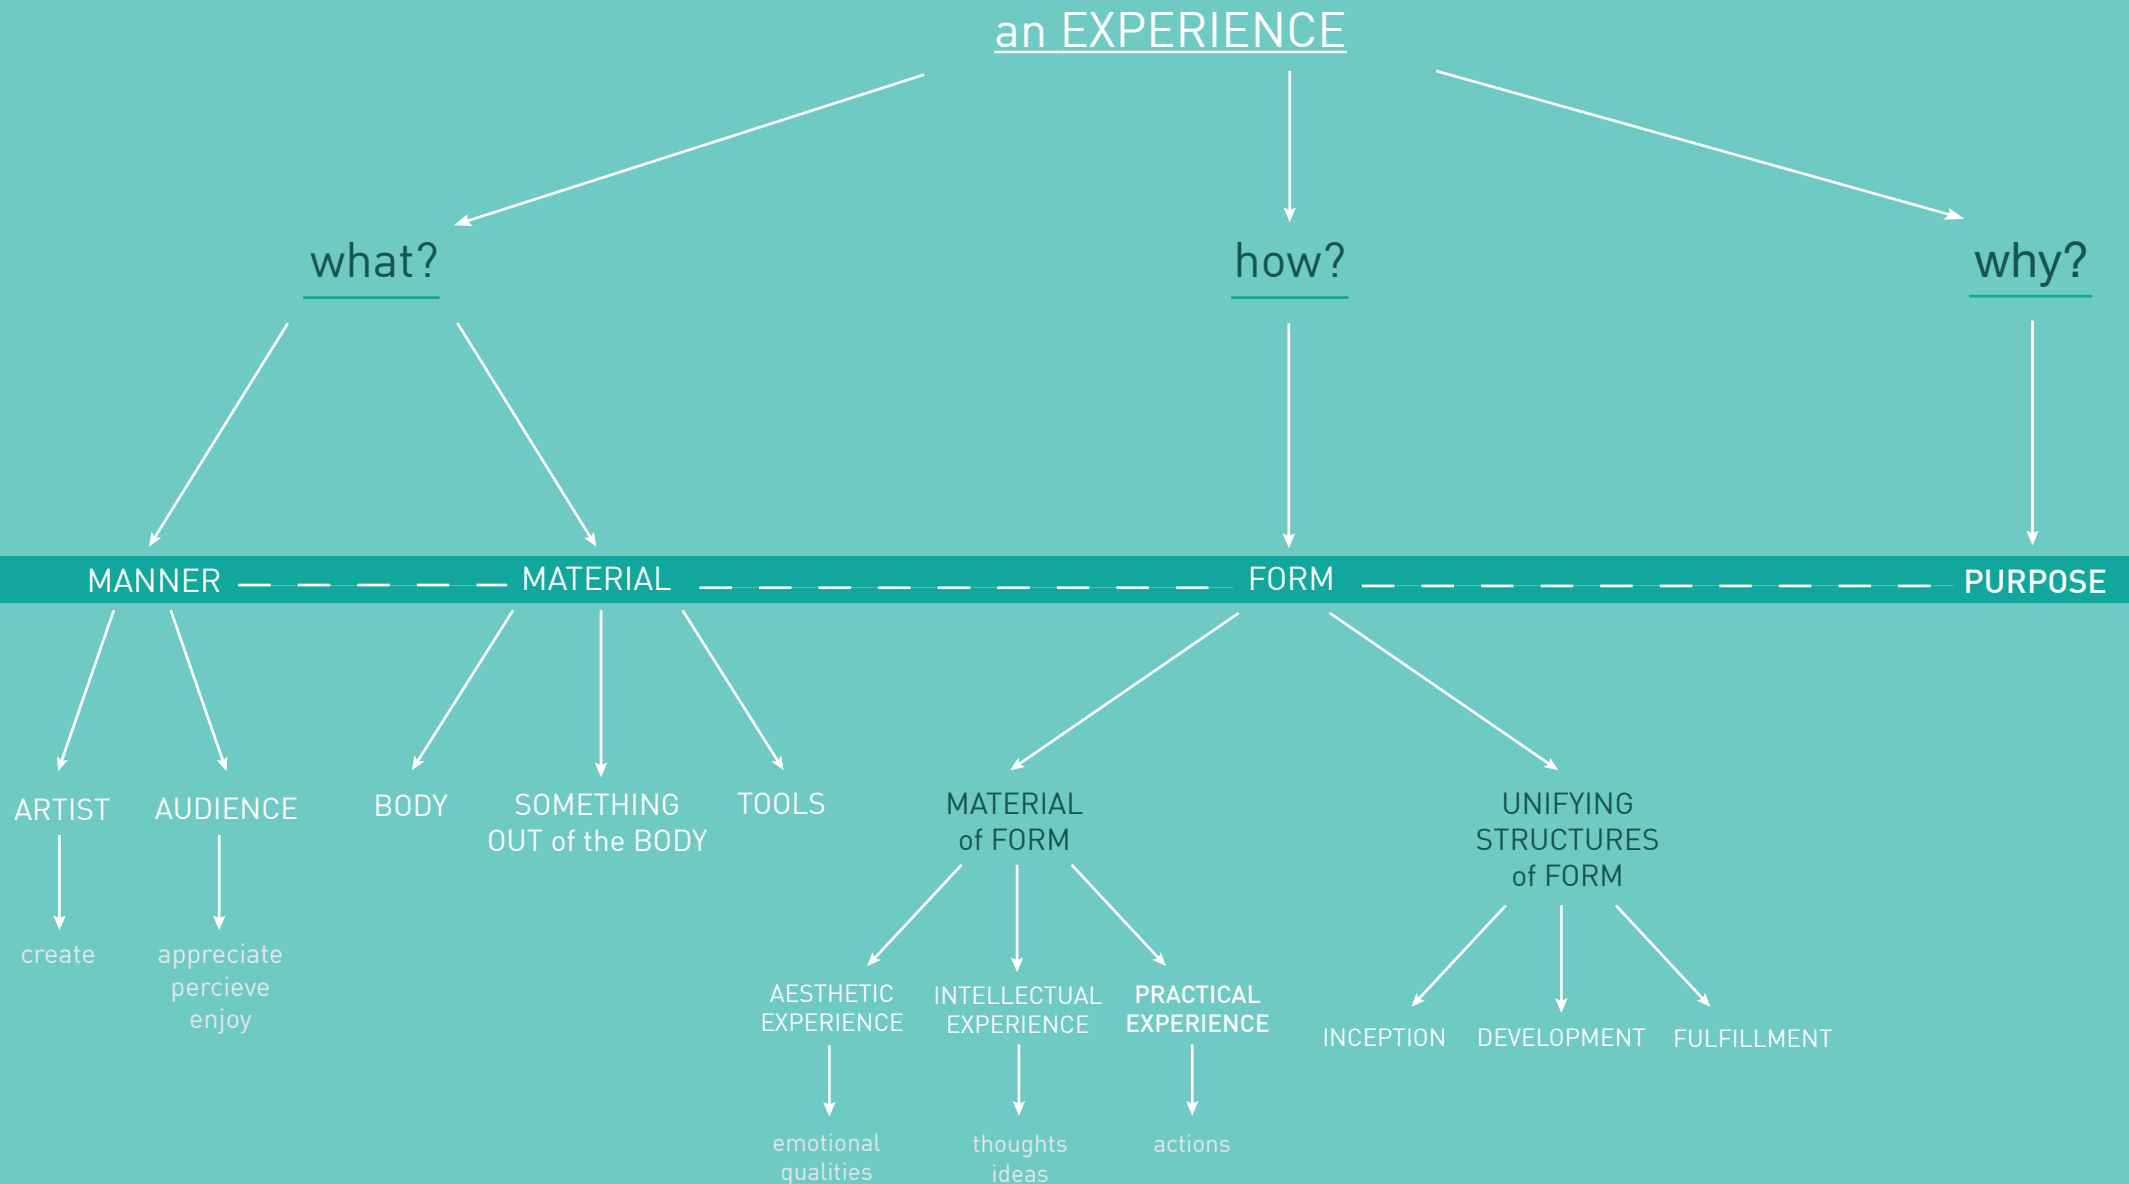 an EXPERIENCE
what?
how?
why?
MANNER
MATERIAL
FORM
PURPOSE
ARTIST
AUDIENCE
BODY
SOMETHING
OUT of the BODY
TOOLS
MATERIAL
of FORM
UNIFYING
STRUCTURES
of FORM
create
appreciate
percieve
enjoy
AESTHETIC
EXPERIENCE
INTELLECTUAL
EXPERIENCE
PRACTICAL
EXPERIENCE
INCEPTION
DEVELOPMENT
FULFILLMENT
emotional
qualities
thoughts
ideas
actions